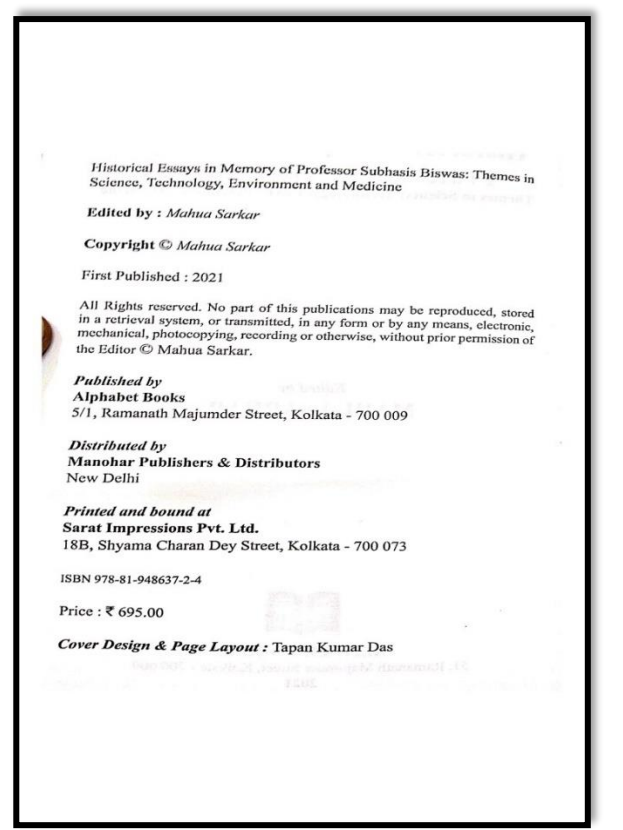 Historical Essays in Memory of Professor Subhasis Biswas: Themes in
Science, Technology, Environment and Medicine
Edited by : Mahua Sarkar
Copyright © Mahua Sarkar
First Published : 2021
All Rights reserved. No part of this publications may be reproduced, stored
in a retrieval system, or transmitted, in any form or by any means, electronic,
mechanical, photocopying, recording or otherwise, without prior permission of
the Editor © Mahua Sarkar.
Published by
Alphabet Books
5/1, Ramanath Majumder Street, Kolkata - 700 009
Distributed by
Manohar Publishers & Distributors
New Delhi
Printed and bound at
Sarat Impressions Pvt. Ltd.
18B, Shyama Charan Dey Street, Kolkata - 700 073
ISBN 978-81-948637-2-4
Price : ₹ 695.00
Cover Design & Page Layout : Tapan Kumar Das